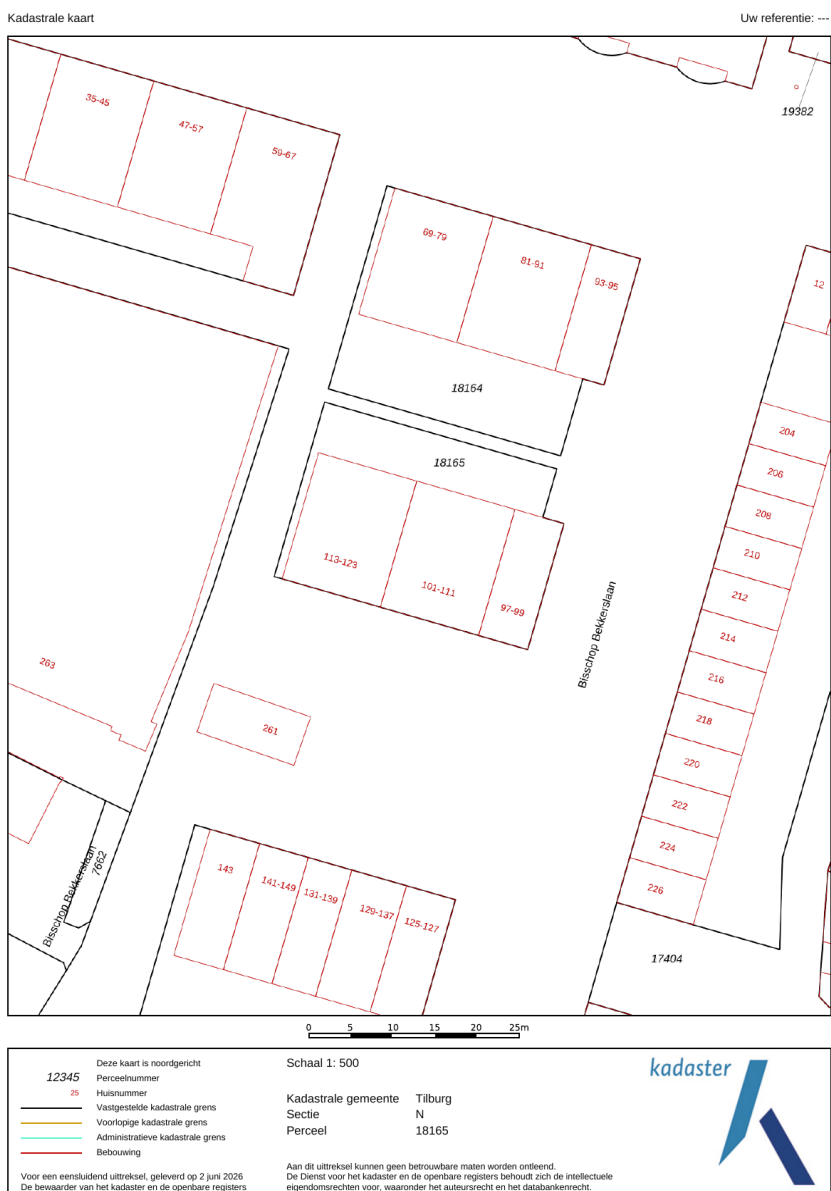 Kadastrale kaart
Uw referentie: ---
35-45
47-57
59-67
19382
69-79
81-91
93-95
12
18164
18165
204
206
208
210
212
214
216
218
220
222
224
226
113-123
101-111
97-99
Bisschop Bekkerslaan
263
261
Bisschop Bekkerslaan
7662
143
141-149
131-139
129-137
125-127
17404
0 5 10 15 20 25m
Deze kaart is noordgericht
12345 Perceelnummer
25 Huisnummer
Vastgestelde kadastrale grens
Voorlopige kadastrale grens
Administratieve kadastrale grens
Bebouwing
Voor een eensluidend uittreksel, geleverd op 2 juni 2026
De bewaarder van het kadaster en de openbare registers
Schaal 1: 500
Kadastrale gemeente Tilburg
Sectie N
Perceel 18165
Aan dit uittreksel kunnen geen betrouwbare maten worden ontleend.
De Dienst voor het kadaster en de openbare registers behoudt zich de intellectuele
eigendomsrechten voor, waaronder het auteursrecht en het databankenrecht.
kadaster